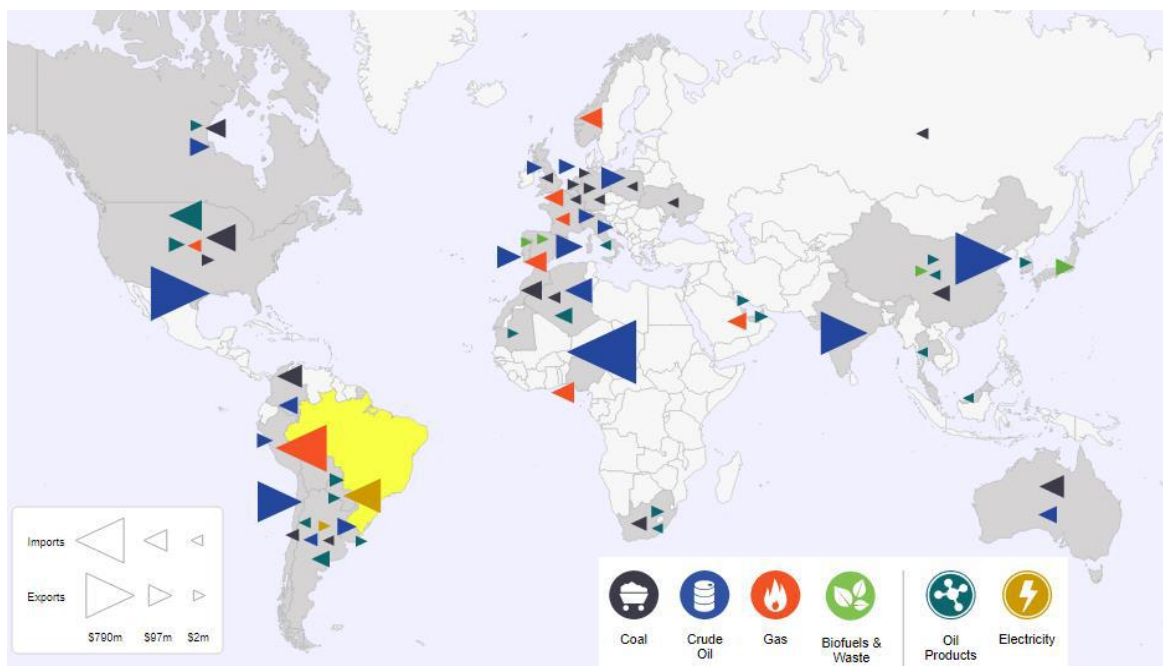 Imports
Exports
$790m $97m $2m
Coal
Crude
Oil
Gas
Biofuels &
Waste
Oil
Products
Electricity